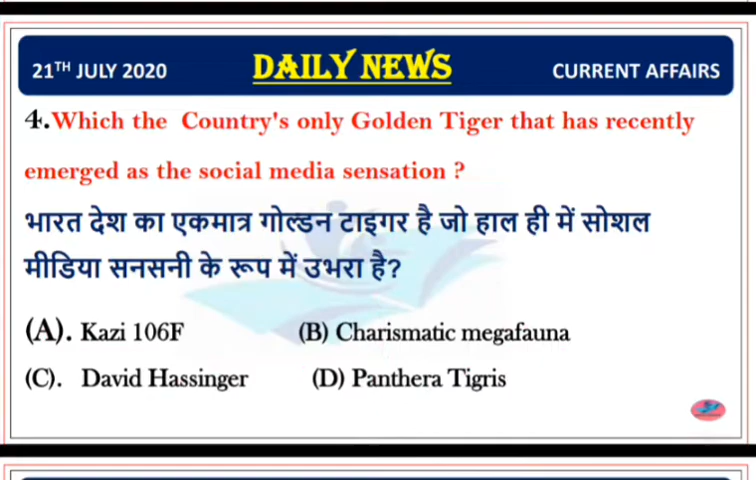 21TH JULY 2020 DAILY NEWS CURRENT AFFAIRS
4.Which the Country's only Golden Tiger that has recently
emerged as the social media sensation ?
भारत देश का एकमात्र गोल्डन टाइगर है जो हाल ही में सोशल
मीडिया सनसनी के रूप में उभरा है?
(A). Kazi 106F (B) Charismatic megafauna
(C). David Hassinger (D) Panthera Tigris